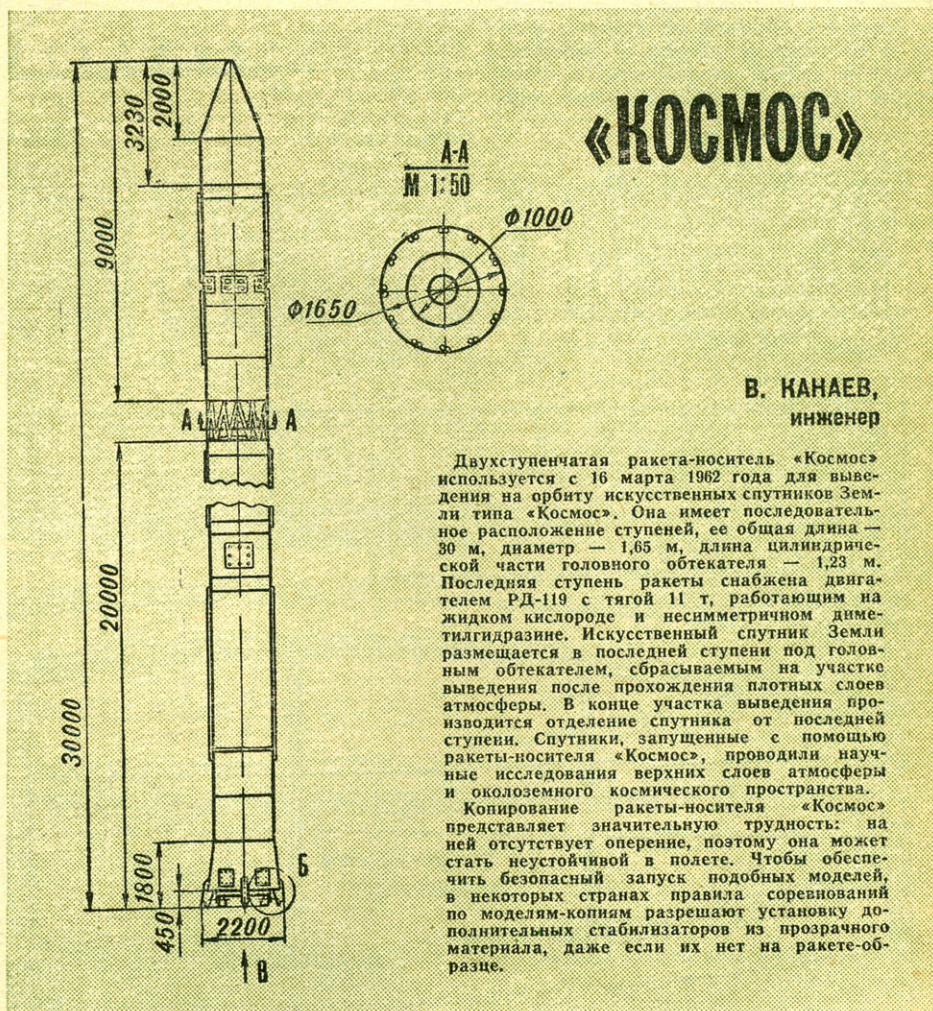 «КОСМОС»
3230
2000
9000
20000
30000
1800
450
2200
А-А
М 1:50
Ф1000
Ф1650
А
А
Б
В
В. КАНАЕВ,
инженер
Двухступенчатая ракета-носитель «Космос»
используется с 16 марта 1962 года для выве-
дения на орбиту искусственных спутников Зем-
ли типа «Космос». Она имеет последователь-
ное расположение ступеней, ее общая длина —
30 м, диаметр — 1,65 м, длина цилиндриче-
ской части головного обтекателя — 1,23 м.
Последняя ступень ракеты снабжена двига-
телем РД-119 с тягой 11 т, работающим на
жидком кислороде и несимметричном диме-
тилгидразине. Искусственный спутник Земли
размещается в последней ступени под голов-
ным обтекателем, сбрасываемым на участке
выведения после прохождения плотных слоев
атмосферы. В конце участка выведения про-
изводится отделение спутника от последней
ступени. Спутники, запущенные с помощью
ракеты-носителя «Космос», проводили науч-
ные исследования верхних слоев атмосферы
и околоземного космического пространства.
Копирование ракеты-носителя «Космос»
представляет значительную трудность: на
ней отсутствует оперение, поэтому она может
стать неустойчивой в полете. Чтобы обеспе-
чить безопасный запуск подобных моделей,
в некоторых странах правила соревнований
по моделям-копиям разрешают установку до-
полнительных стабилизаторов из прозрачного
материала, даже если их нет на ракете-об-
разце.